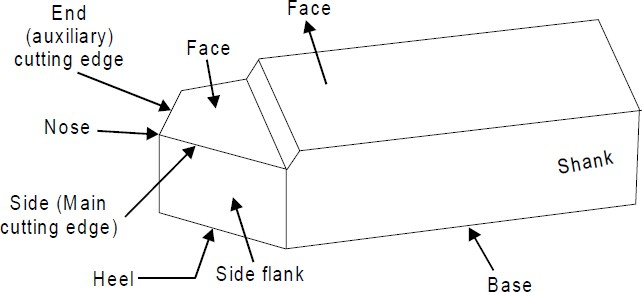 End
(auxiliary)
cutting edge
Face
Face
Nose
Side (Main
cutting edge)
Shank
Heel
Side flank
Base